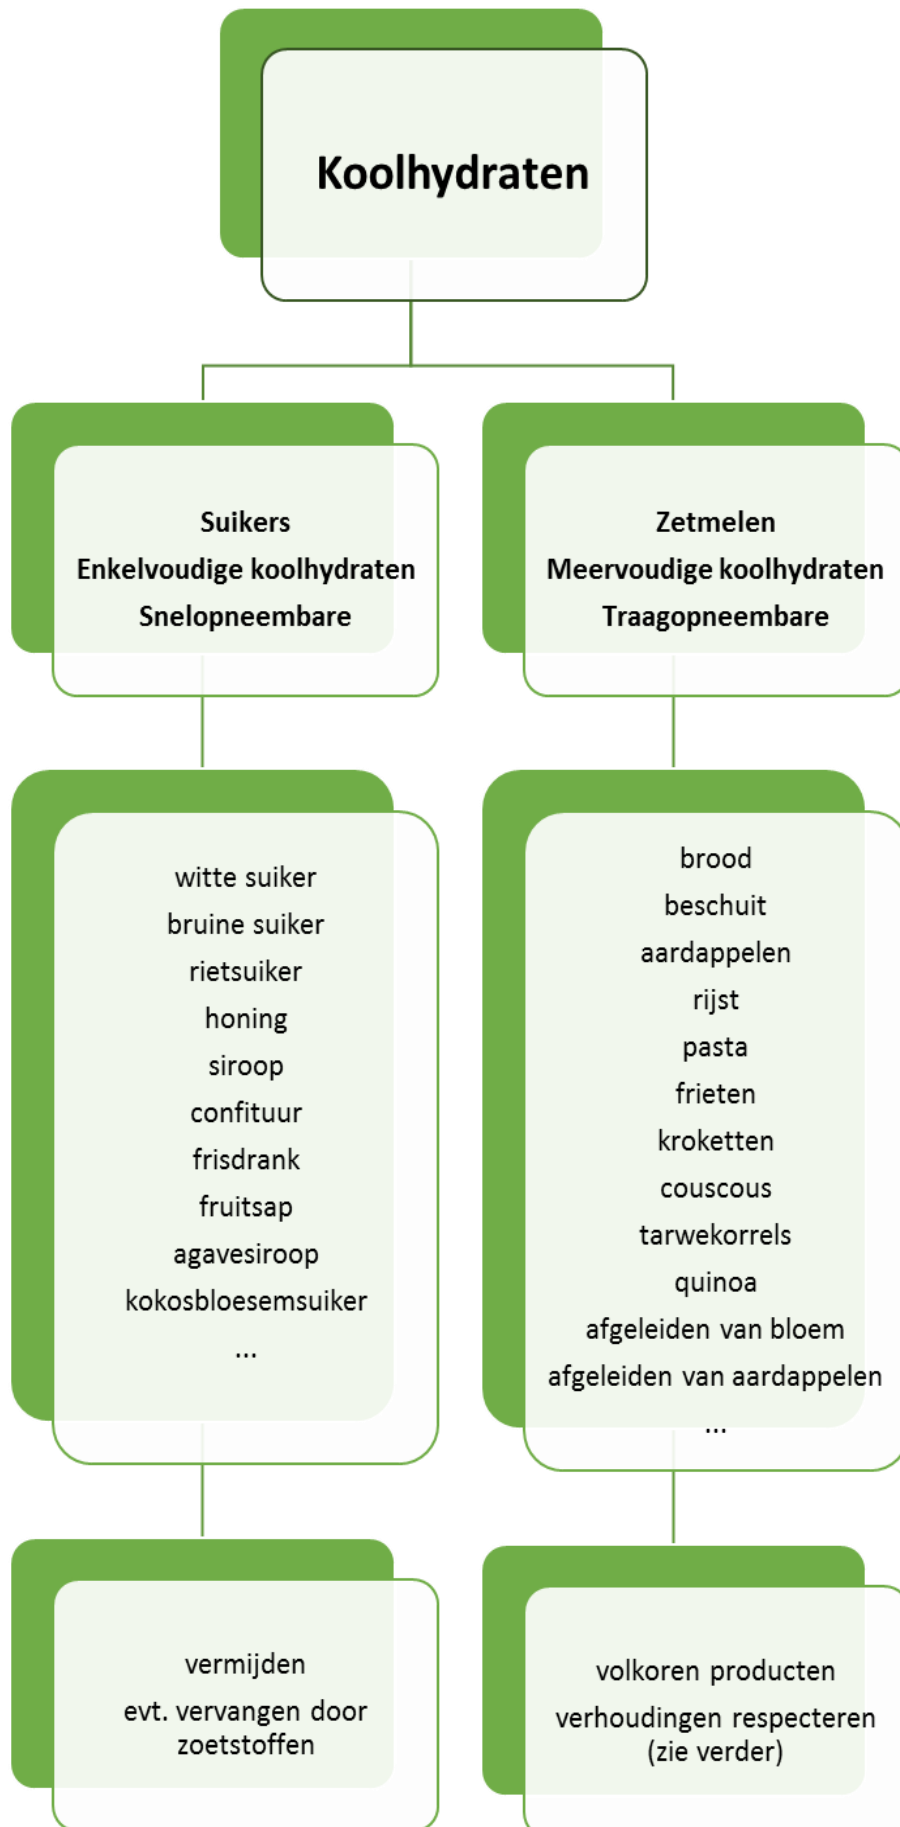 Koolhydraten
Suikers
Enkelvoudige koolhydraten
Snelopneembare
Zetmelen
Meervoudige koolhydraten
Traagopneembare
witte suiker
bruine suiker
rietsuiker
honing
siroop
confituur
frisdrank
fruitsap
agavesiroop
kokosbloesemsuiker
...
brood
beschuit
aardappelen
rijst
pasta
frieten
kroketten
couscous
tarwekorrels
quinoa
afgeleiden van bloem
afgeleiden van aardappelen
...
vermijden
evt. vervangen door
zoetstoffen
volkoren producten
verhoudingen respecteren
(zie verder)